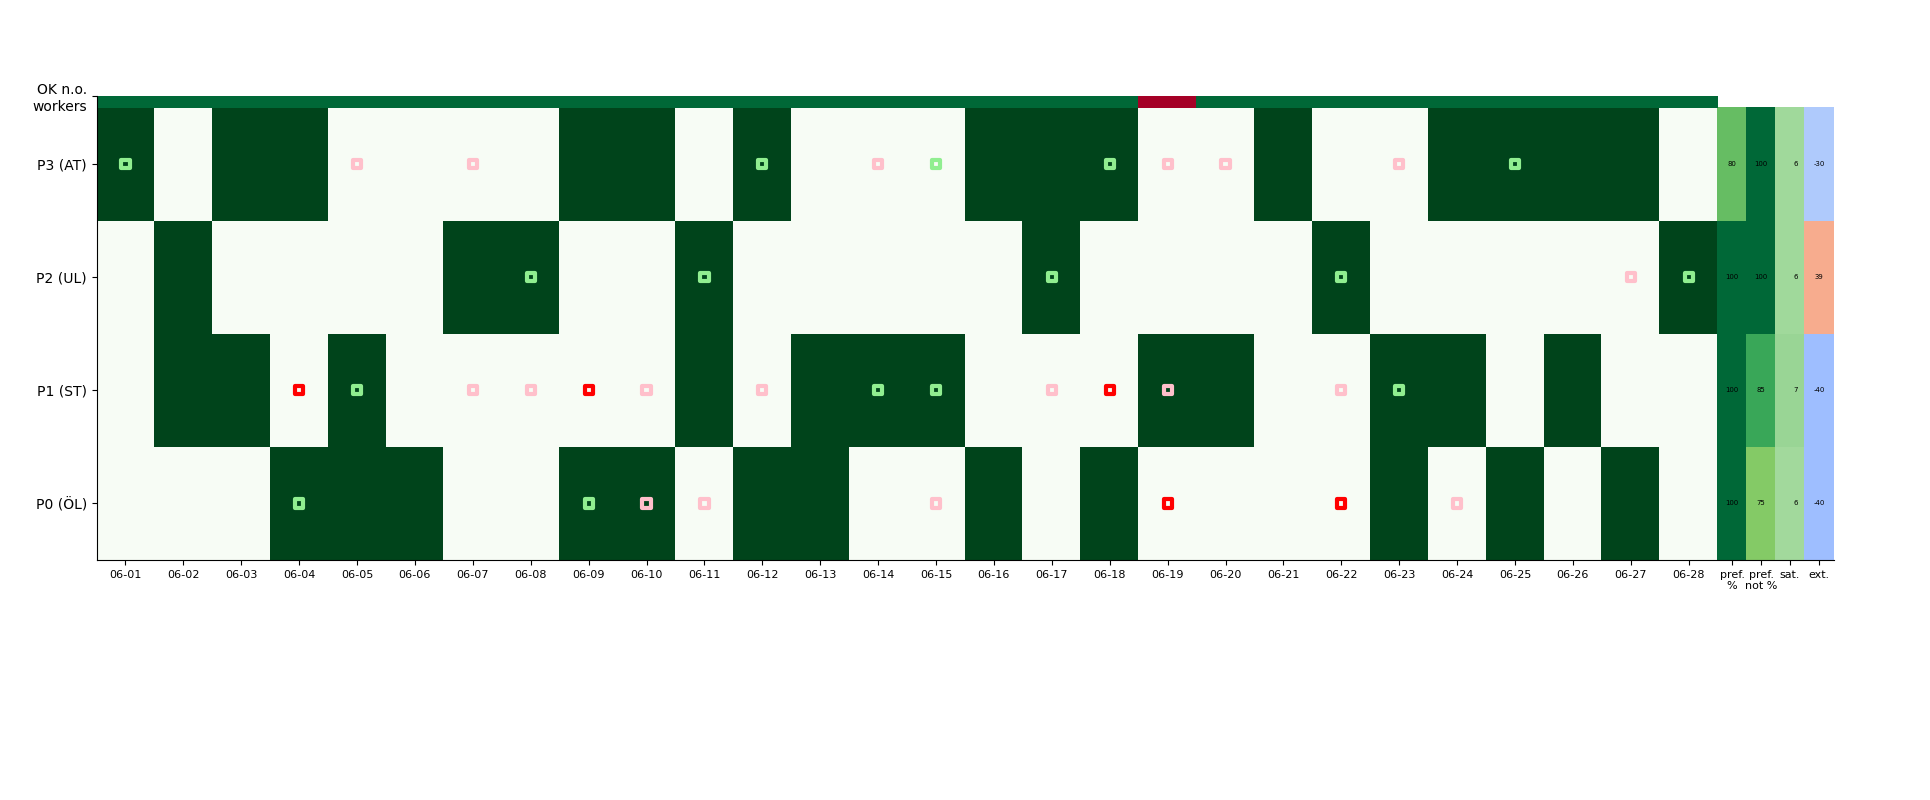 OK n.o.
workers
P3 (AT)
80 100 6 -30
P2 (UL)
100 100 6 39
P1 (ST)
100 85 7 -40
P0 (ÖL)
100 75 6 -40
06-01 06-02 06-03 06-04 06-05 06-06 06-07 06-08 06-09 06-10 06-11 06-12 06-13 06-14 06-15 06-16 06-17 06-18 06-19 06-20 06-21 06-22 06-23 06-24 06-25 06-26 06-27 06-28 pref. pref. sat. ext.
% not %